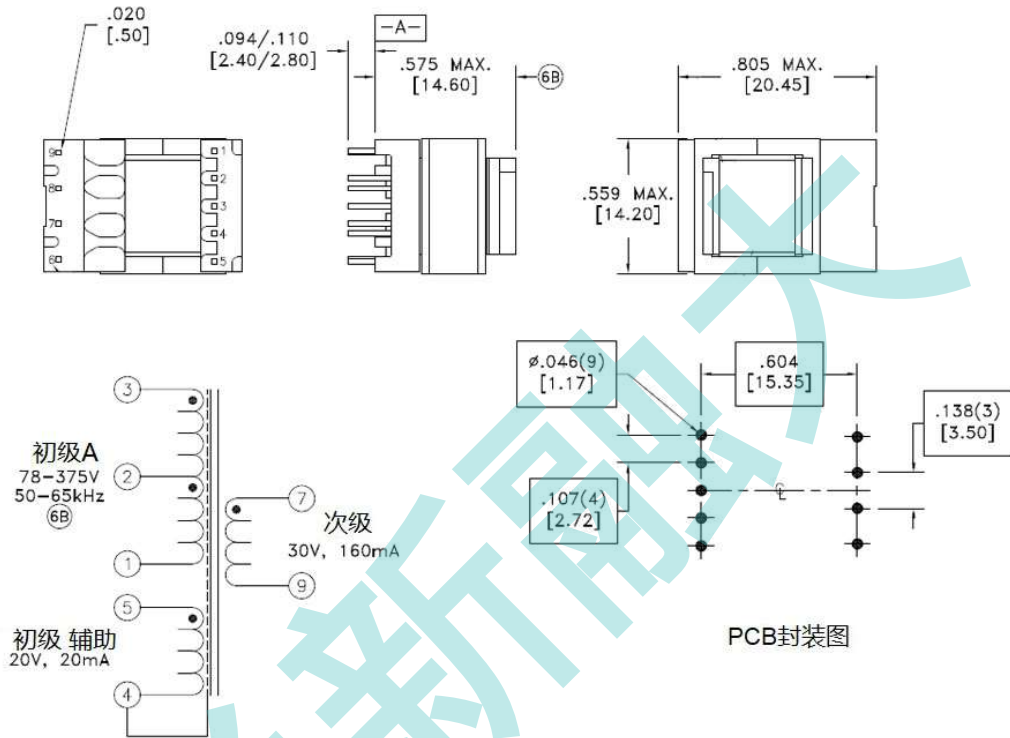 .020
[.50]
.094/.110
[2.40/2.80]
-A-
.575 MAX.
[14.60]
6B
.805 MAX.
[20.45]
.559 MAX.
[14.20]
9
8
7
6
1
2
3
4
5
3
初级A
78-375V
50-65kHz
6B
2
1
5
初级 辅助
20V, 20mA
4
7
次级
30V, 160mA
9
ø.046(9)
[1.17]
.604
[15.35]
.138(3)
[3.50]
.107(4)
[2.72]
℄
PCB封装图
新融大